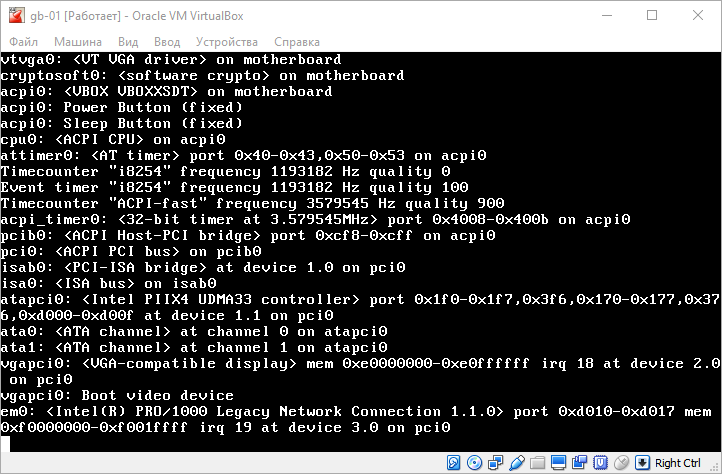 gb-01 [Работает] - Oracle VM VirtualBox
Файл Машина Вид Ввод Устройства Справка
vtvga0: <VT VGA driver> on motherboard
cryptosoft0: <software crypto> on motherboard
acpi0: <VBOX VBOXXSDT> on motherboard
acpi0: Power Button (fixed)
acpi0: Sleep Button (fixed)
cpu0: <ACPI CPU> on acpi0
attimer0: <AT timer> port 0x40-0x43,0x50-0x53 on acpi0
Timecounter "i8254" frequency 1193182 Hz quality 0
Event timer "i8254" frequency 1193182 Hz quality 100
Timecounter "ACPI-fast" frequency 3579545 Hz quality 900
acpi_timer0: <32-bit timer at 3.579545MHz> port 0x4008-0x400b on acpi0
pcib0: <ACPI Host-PCI bridge> port 0xcf8-0xcff on acpi0
pci0: <ACPI PCI bus> on pcib0
isab0: <PCI-ISA bridge> at device 1.0 on pci0
isa0: <ISA bus> on isab0
atapci0: <Intel PIIX4 UDMA33 controller> port 0x1f0-0x1f7,0x3f6,0x170-0x177,0x37
6,0xd000-0xd00f at device 1.1 on pci0
ata0: <ATA channel> at channel 0 on atapci0
ata1: <ATA channel> at channel 1 on atapci0
vgapci0: <VGA-compatible display> mem 0xe0000000-0xe0ffffff irq 18 at device 2.0
on pci0
vgapci0: Boot video device
em0: <Intel(R) PRO/1000 Legacy Network Connection 1.1.0> port 0xd010-0xd017 mem
0xf0000000-0xf001ffff irq 19 at device 3.0 on pci0
Right Ctrl